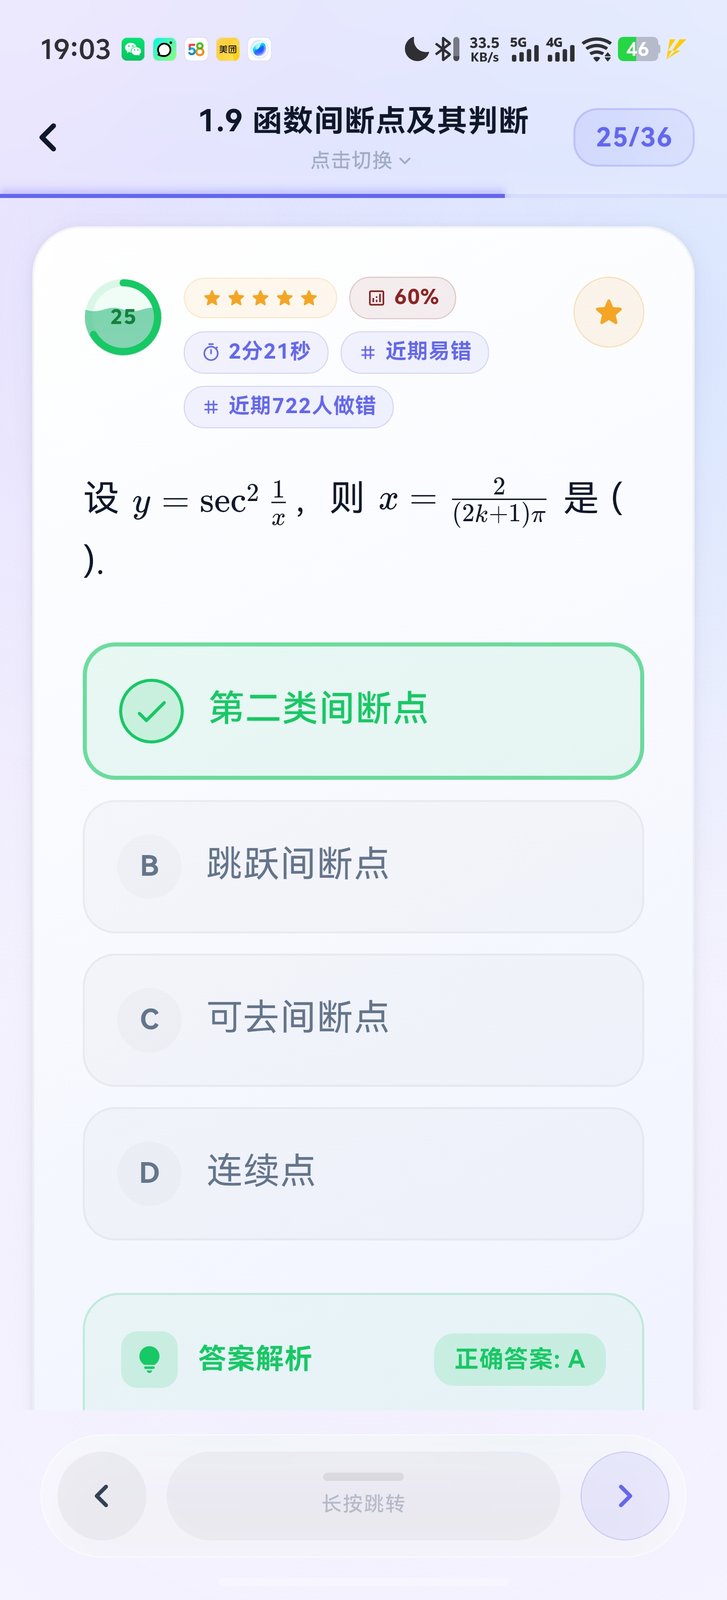 19:03 58 美团 33.5 KB/s 5G 4G 46
1.9 函数间断点及其判断
点击切换
25/36
25
60%
2分21秒
# 近期易错
# 近期722人做错
设 y = sec² 1/x , 则 x = 2/((2k+1)π) 是 (
).
第二类间断点
B 跳跃间断点
C 可去间断点
D 连续点
答案解析
正确答案: A
长按跳转